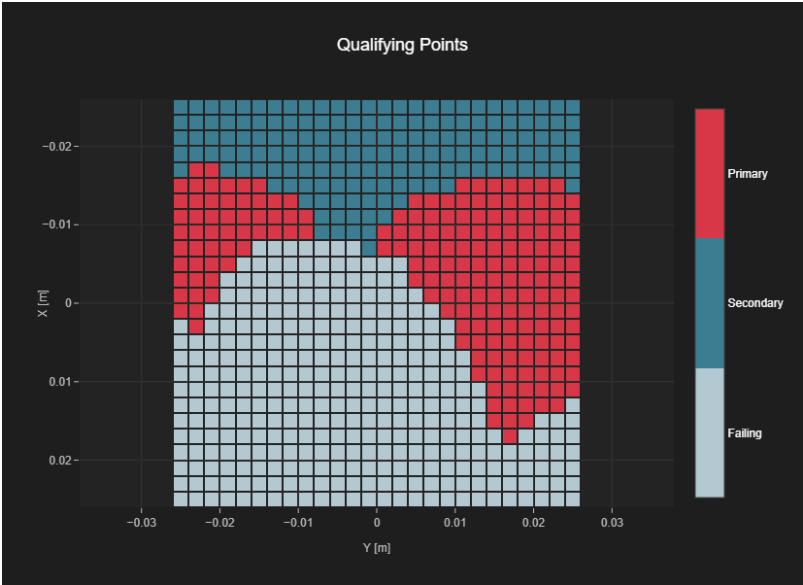 Qualifying Points
−0.02
−0.01
0
0.01
0.02
X [m]
−0.03
−0.02
−0.01
0
0.01
0.02
0.03
Y [m]
Primary
Secondary
Failing